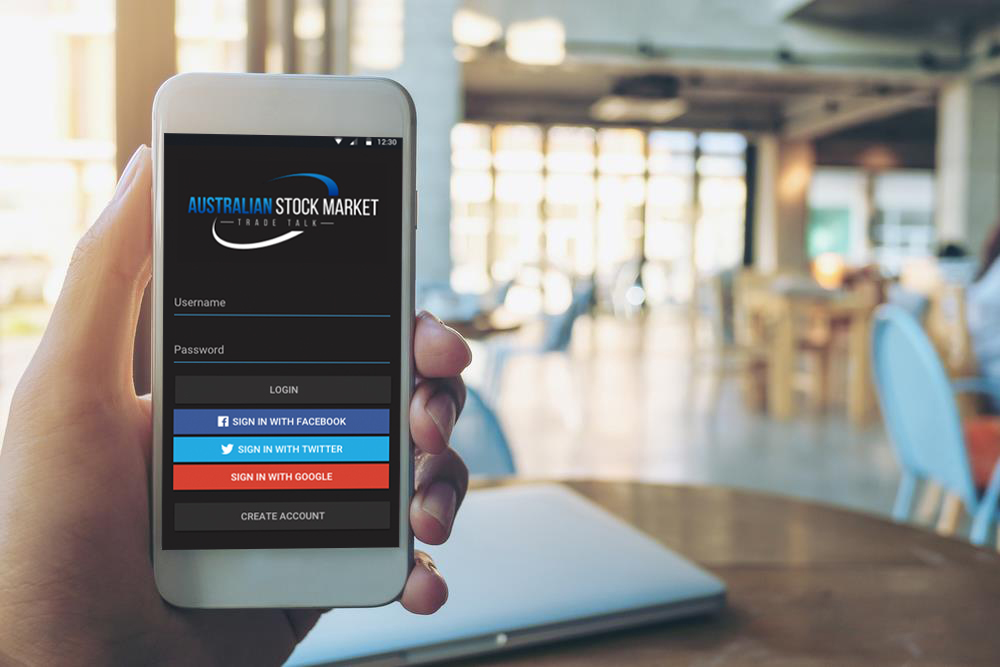 12:30
AUSTRALIAN STOCK MARKET
TRADE TALK
Username
Password
LOGIN
SIGN IN WITH FACEBOOK
SIGN IN WITH TWITTER
SIGN IN WITH GOOGLE
CREATE ACCOUNT